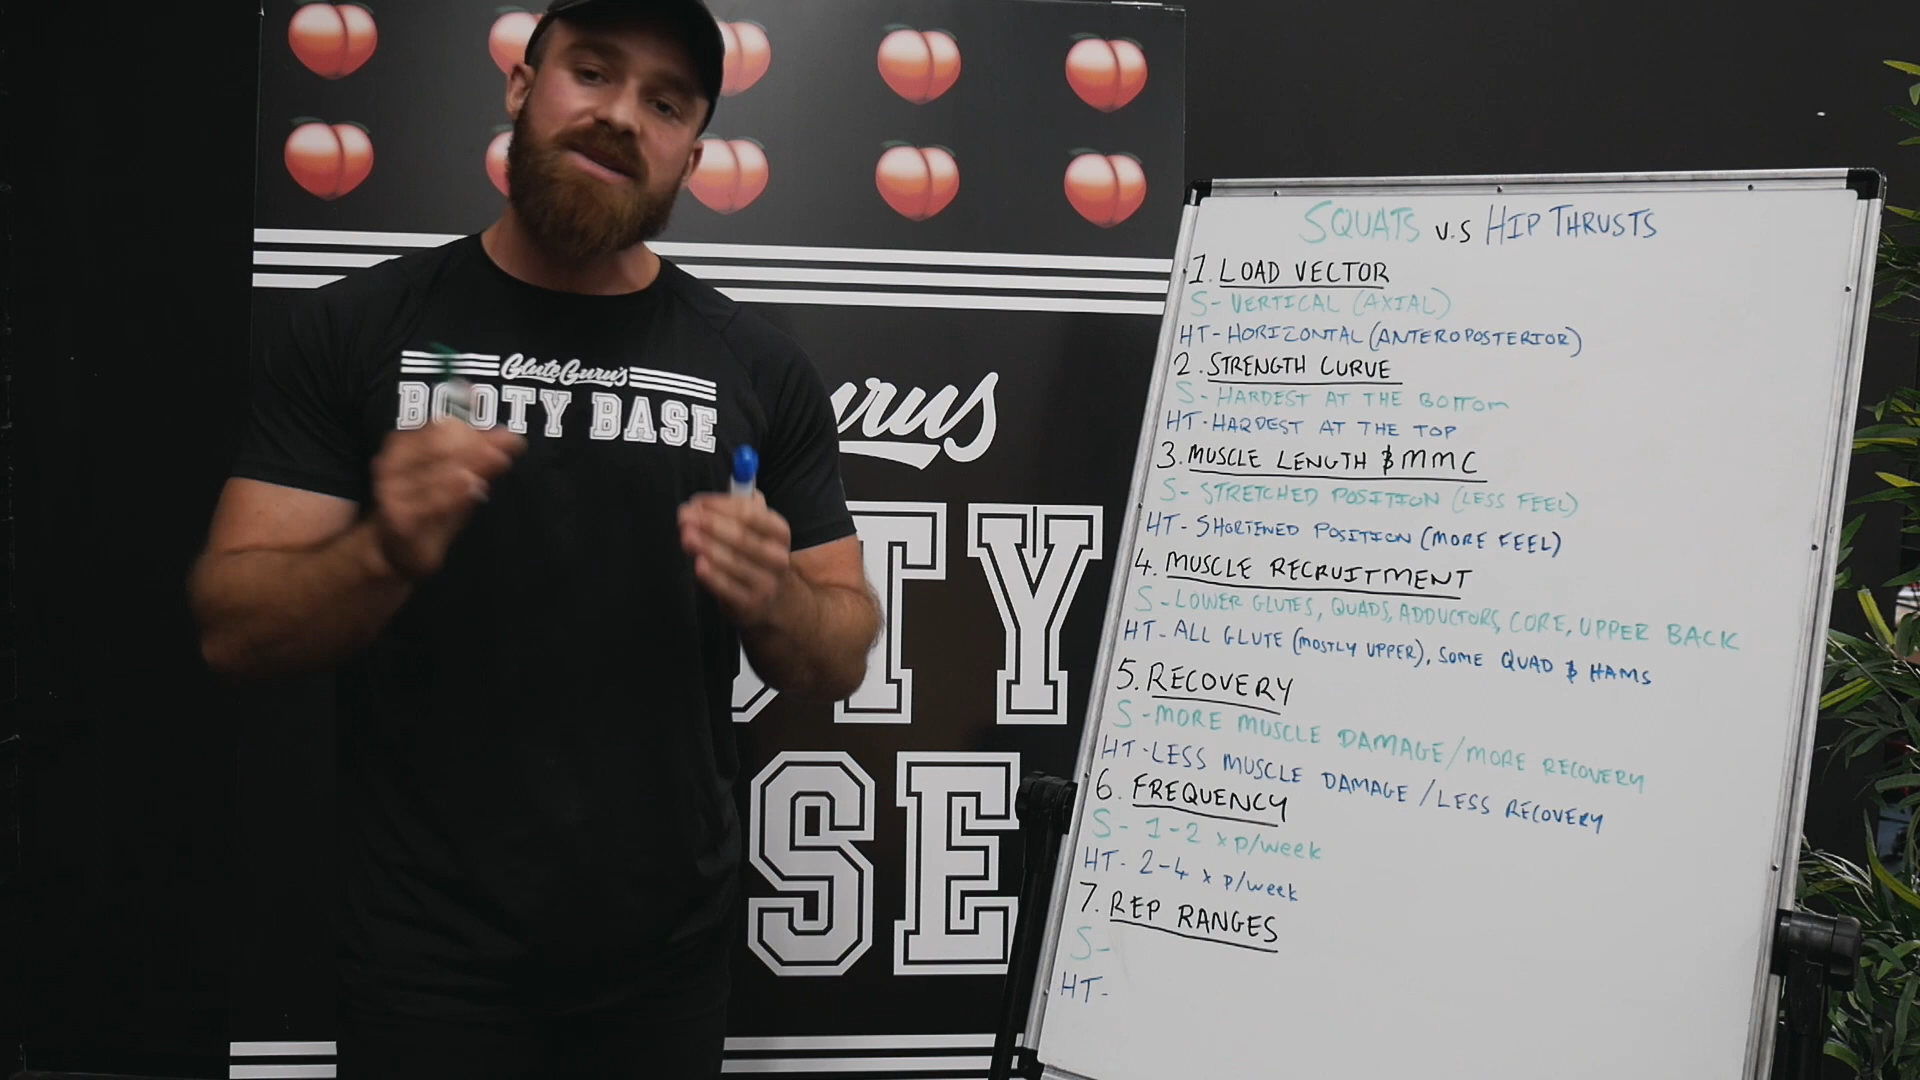 GluteGuru's
BOOTY BASE
urus
TY
SE
SQUATS V.S HIP THRUSTS
1. LOAD VECTOR
S- VERTICAL (AXIAL)
HT- HORIZONTAL (ANTEROPOSTERIOR)
2. STRENGTH CURVE
S- HARDEST AT THE BOTTOM
HT- HARDEST AT THE TOP
3. MUSCLE LENGTH & MMC
S- STRETCHED POSITION (LESS FEEL)
HT- SHORTENED POSITION (MORE FEEL)
4. MUSCLE RECRUITMENT
S- LOWER GLUTES, QUADS, ADDUCTORS, CORE, UPPER BACK
HT- ALL GLUTE (MOSTLY UPPER), SOME QUAD & HAMS
5. RECOVERY
S- MORE MUSCLE DAMAGE/MORE RECOVERY
HT- LESS MUSCLE DAMAGE/LESS RECOVERY
6. FREQUENCY
S- 1-2 x p/week
HT- 2-4 x p/week
7. REP RANGES
S-
HT-